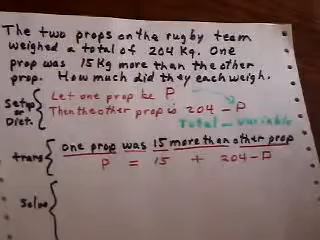 The two props on the rugby team
weighed a total of 204 Kg. One
prop was 15 Kg more than the other
prop. How much did they each weigh.
Setup or Dict. { Let one prop be P
Then the other prop is 204 - P
Total - variable
trans { one prop was 15 more than other prop
P = 15 + 204 - P
Solve {